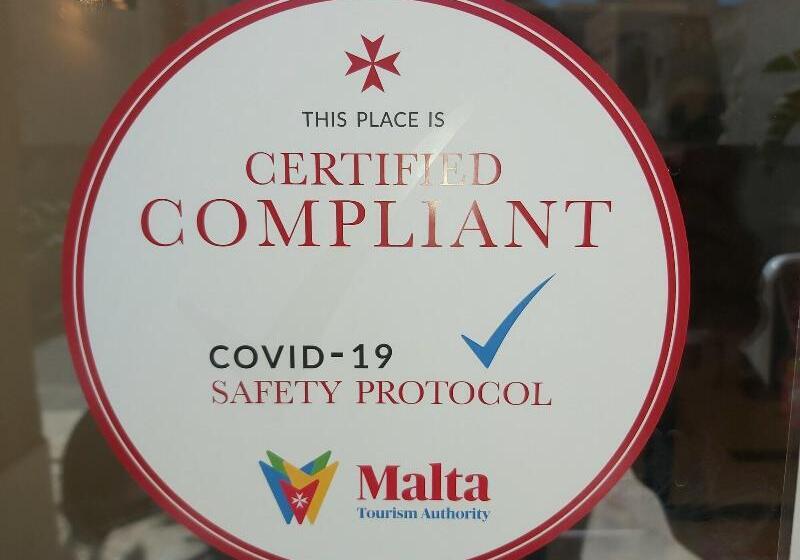 THIS PLACE IS
CERTIFIED
COMPLIANT
COVID-19
SAFETY PROTOCOL
Malta
Tourism Authority